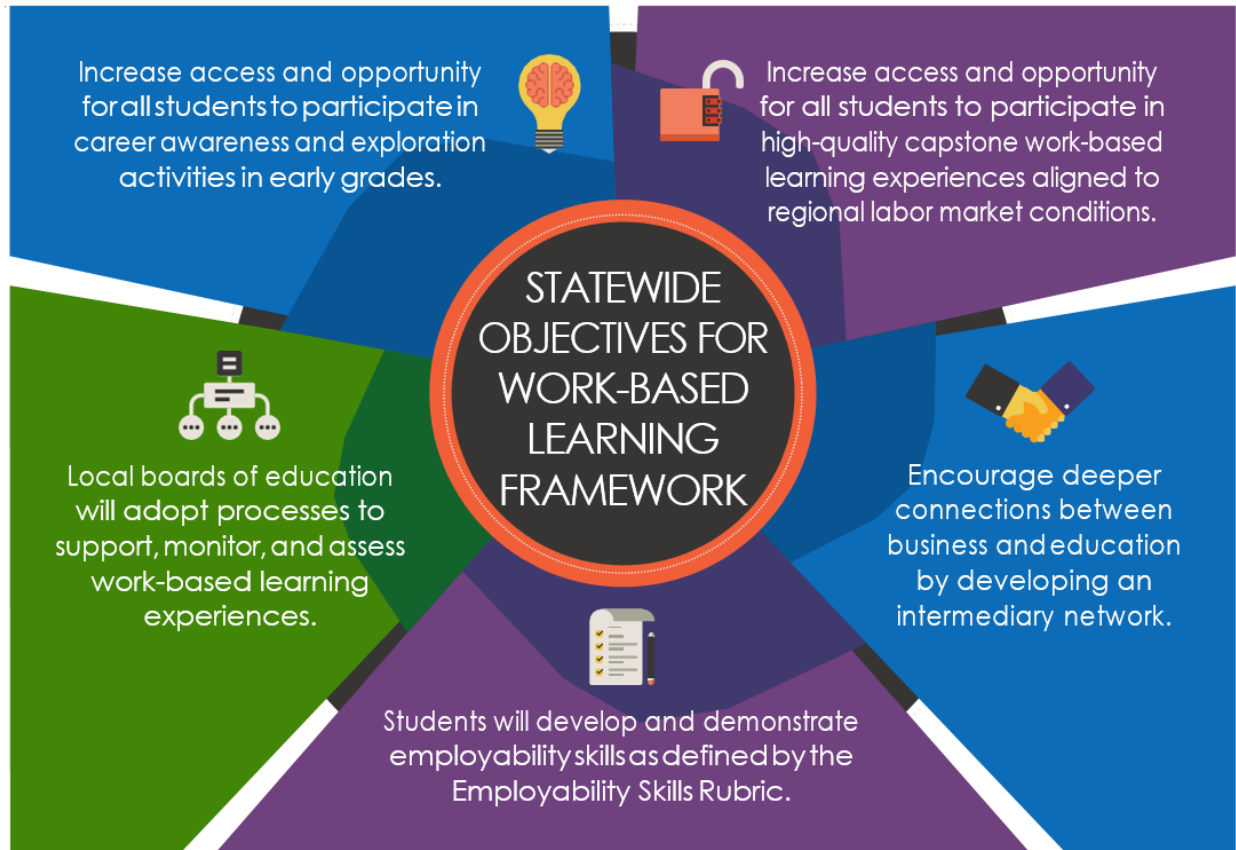 Increase access and opportunity
for all students to participate in
career awareness and exploration
activities in early grades.
Increase access and opportunity
for all students to participate in
high-quality capstone work-based
learning experiences aligned to
regional labor market conditions.
STATEWIDE
OBJECTIVES FOR
WORK-BASED
LEARNING
FRAMEWORK
Local boards of education
will adopt processes to
support, monitor, and assess
work-based learning
experiences.
Encourage deeper
connections between
business and education
by developing an
intermediary network.
Students will develop and demonstrate
employability skills as defined by the
Employability Skills Rubric.